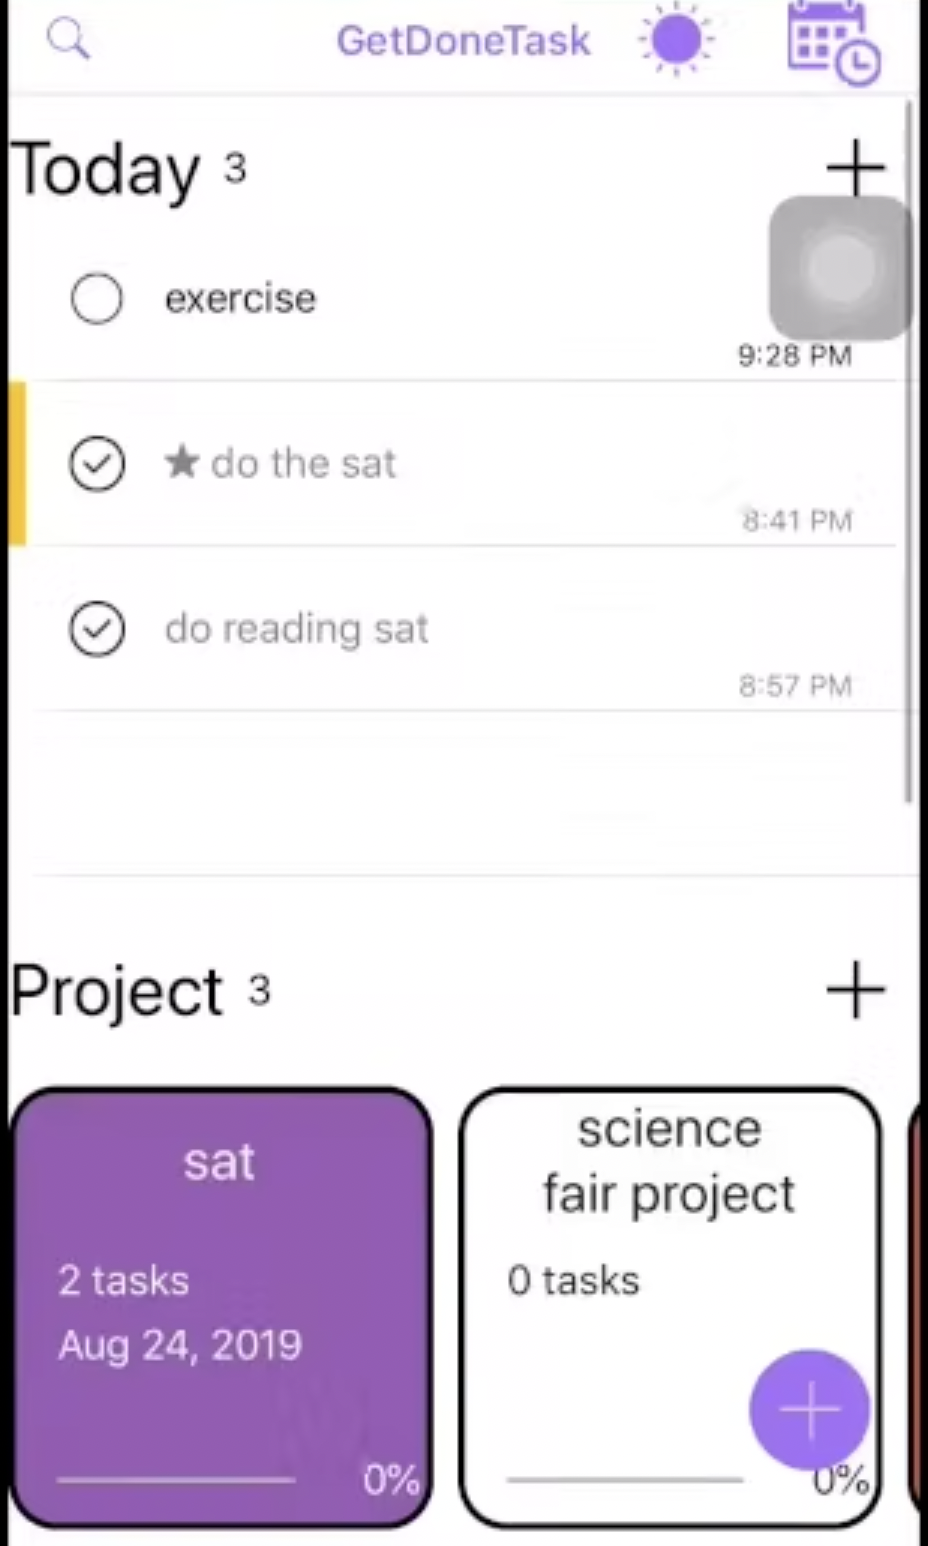 GetDoneTask
Today 3
exercise
9:28 PM
★ do the sat
8:41 PM
do reading sat
8:57 PM
Project 3
sat
2 tasks
Aug 24, 2019
0%
science
fair project
0 tasks
0%